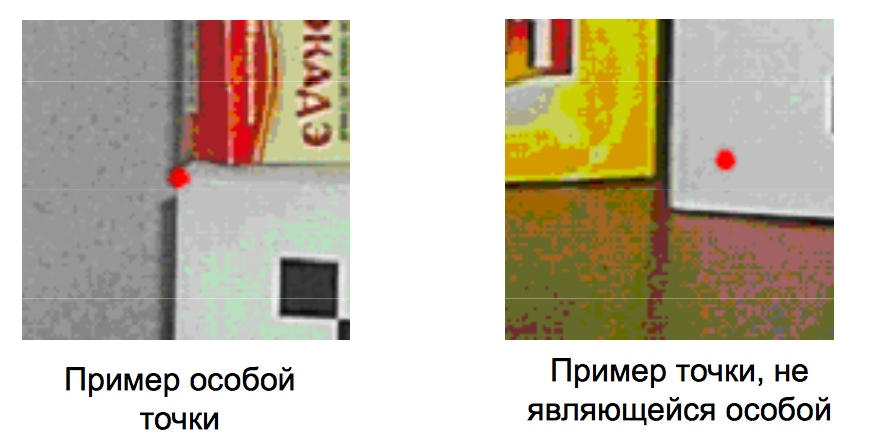 Пример особой
точки
Пример точки, не
являющейся особой